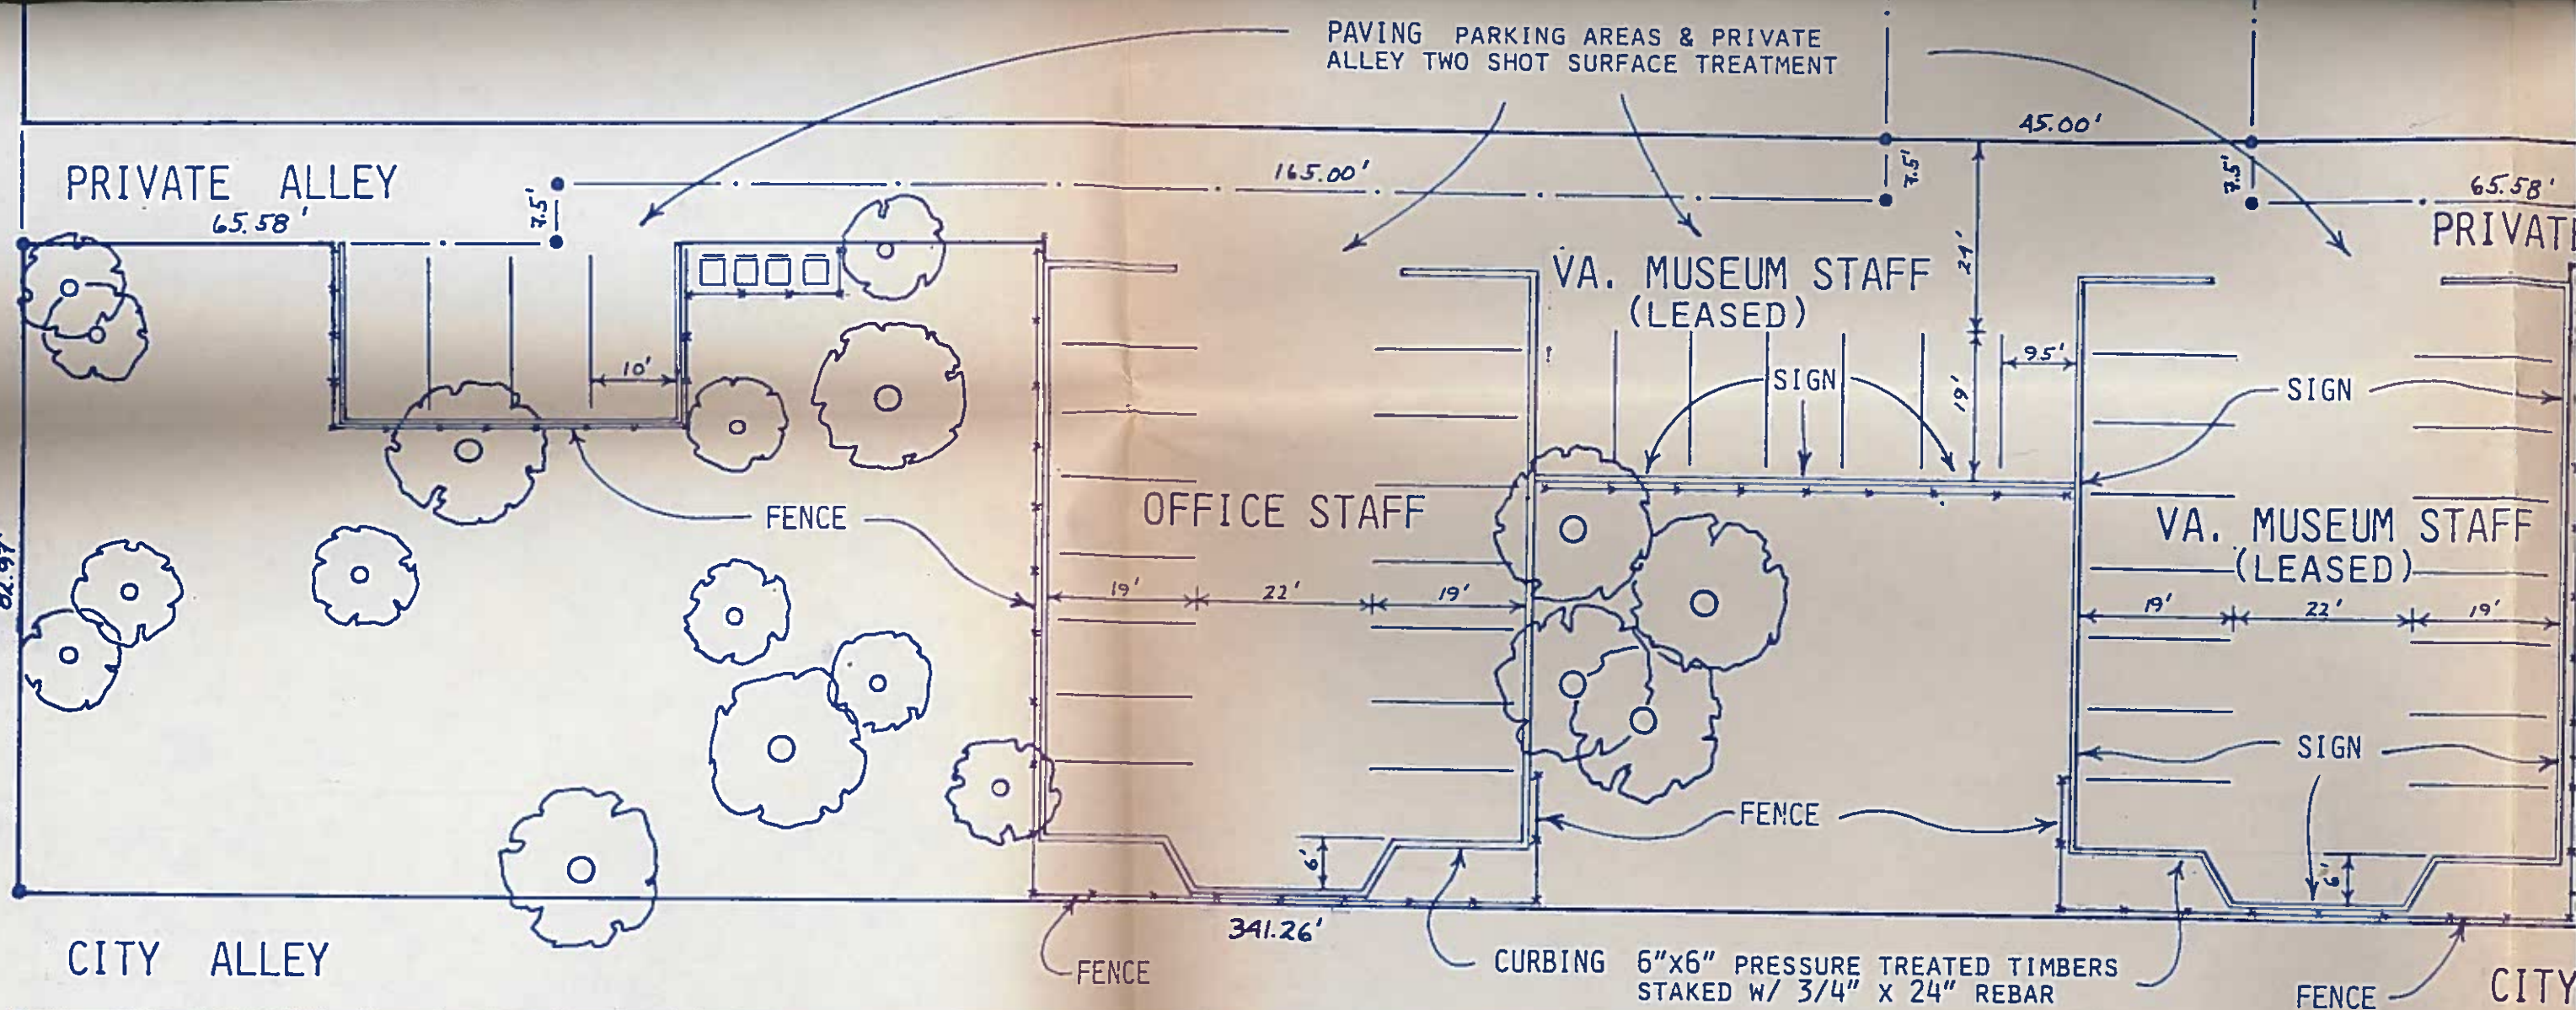 PAVING PARKING AREAS & PRIVATE
ALLEY TWO SHOT SURFACE TREATMENT
45.00'
PRIVATE ALLEY
65.58'
7.5'
165.00'
7.5'
7.5'
65.58'
VA. MUSEUM STAFF
(LEASED)
19'
10'
SIGN
9.5'
SIGN
OFFICE STAFF
FENCE
VA. MUSEUM STAFF
(LEASED)
19'
22'
19'
19'
22'
19'
SIGN
FENCE
6'
6'
341.26'
CITY ALLEY
FENCE
CURBING 6"X6" PRESSURE TREATED TIMBERS
STAKED W/ 3/4" X 24" REBAR
FENCE
CITY